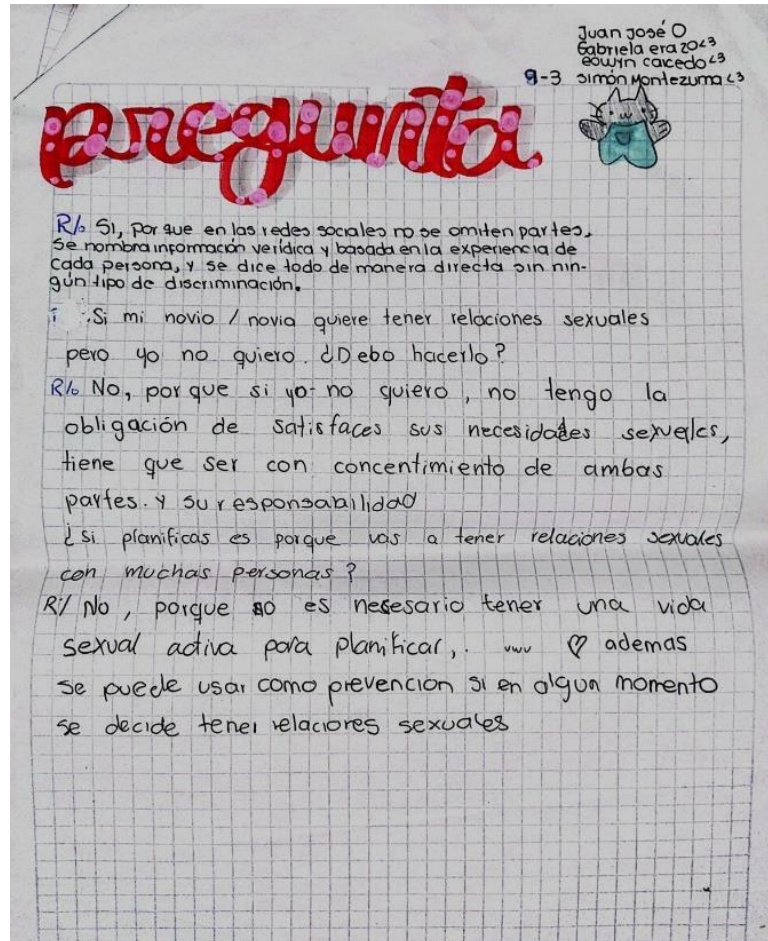 Juan José O
Gabriela erazo<3
eowyn caicedo<3
9-3 simón Montezuma<3
pregunta
R/o SI, por que en las redes sociales no se omiten partes,
se nombra información verídica y basada en la experiencia de
cada persona, y se dice todo de manera directa sin nin-
gún tipo de discriminación.
Si mi novio / novia quiere tener relaciones sexuales
pero yo no quiero. ¿Debo hacerlo?
R/o No, por que si yo no quiero, no tengo la
obligación de satisfaces sus necesidades sexuales,
tiene que ser con concentimiento de ambas
partes. y su responsabilidad
¿si planificas es porque vas a tener relaciones sexuales
con muchas personas?
R/ No, porque no es nesesario tener una vida
sexual activa para planificar,. uwu ♡ ademas
se puede usar como prevencion si en algun momento
se decide tener relaciores sexuales